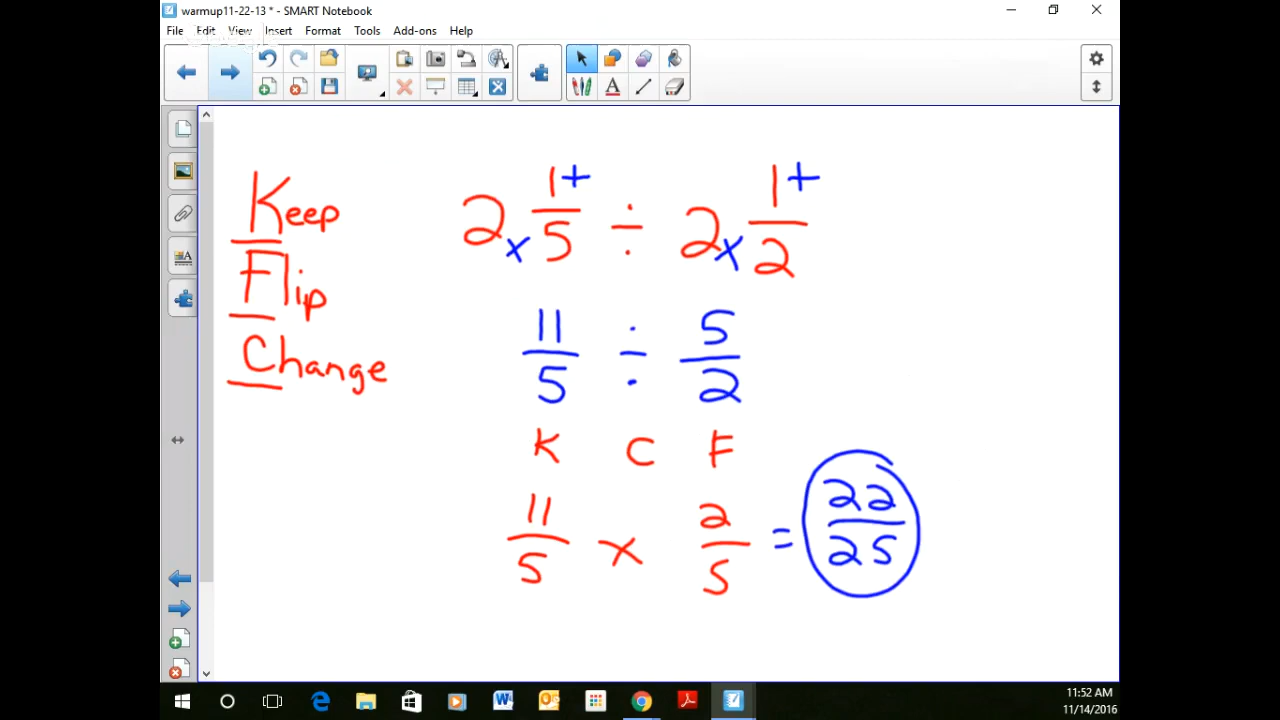 warmup11-22-13 * - SMART Notebook
File Edit View Insert Format Tools Add-ons Help
Keep
Flip
Change
2 x 1+/5 ÷ 2 x 1+/2
11/5 ÷ 5/2
K C F
11/5 x 2/5 = 22/25
11:52 AM
11/14/2016